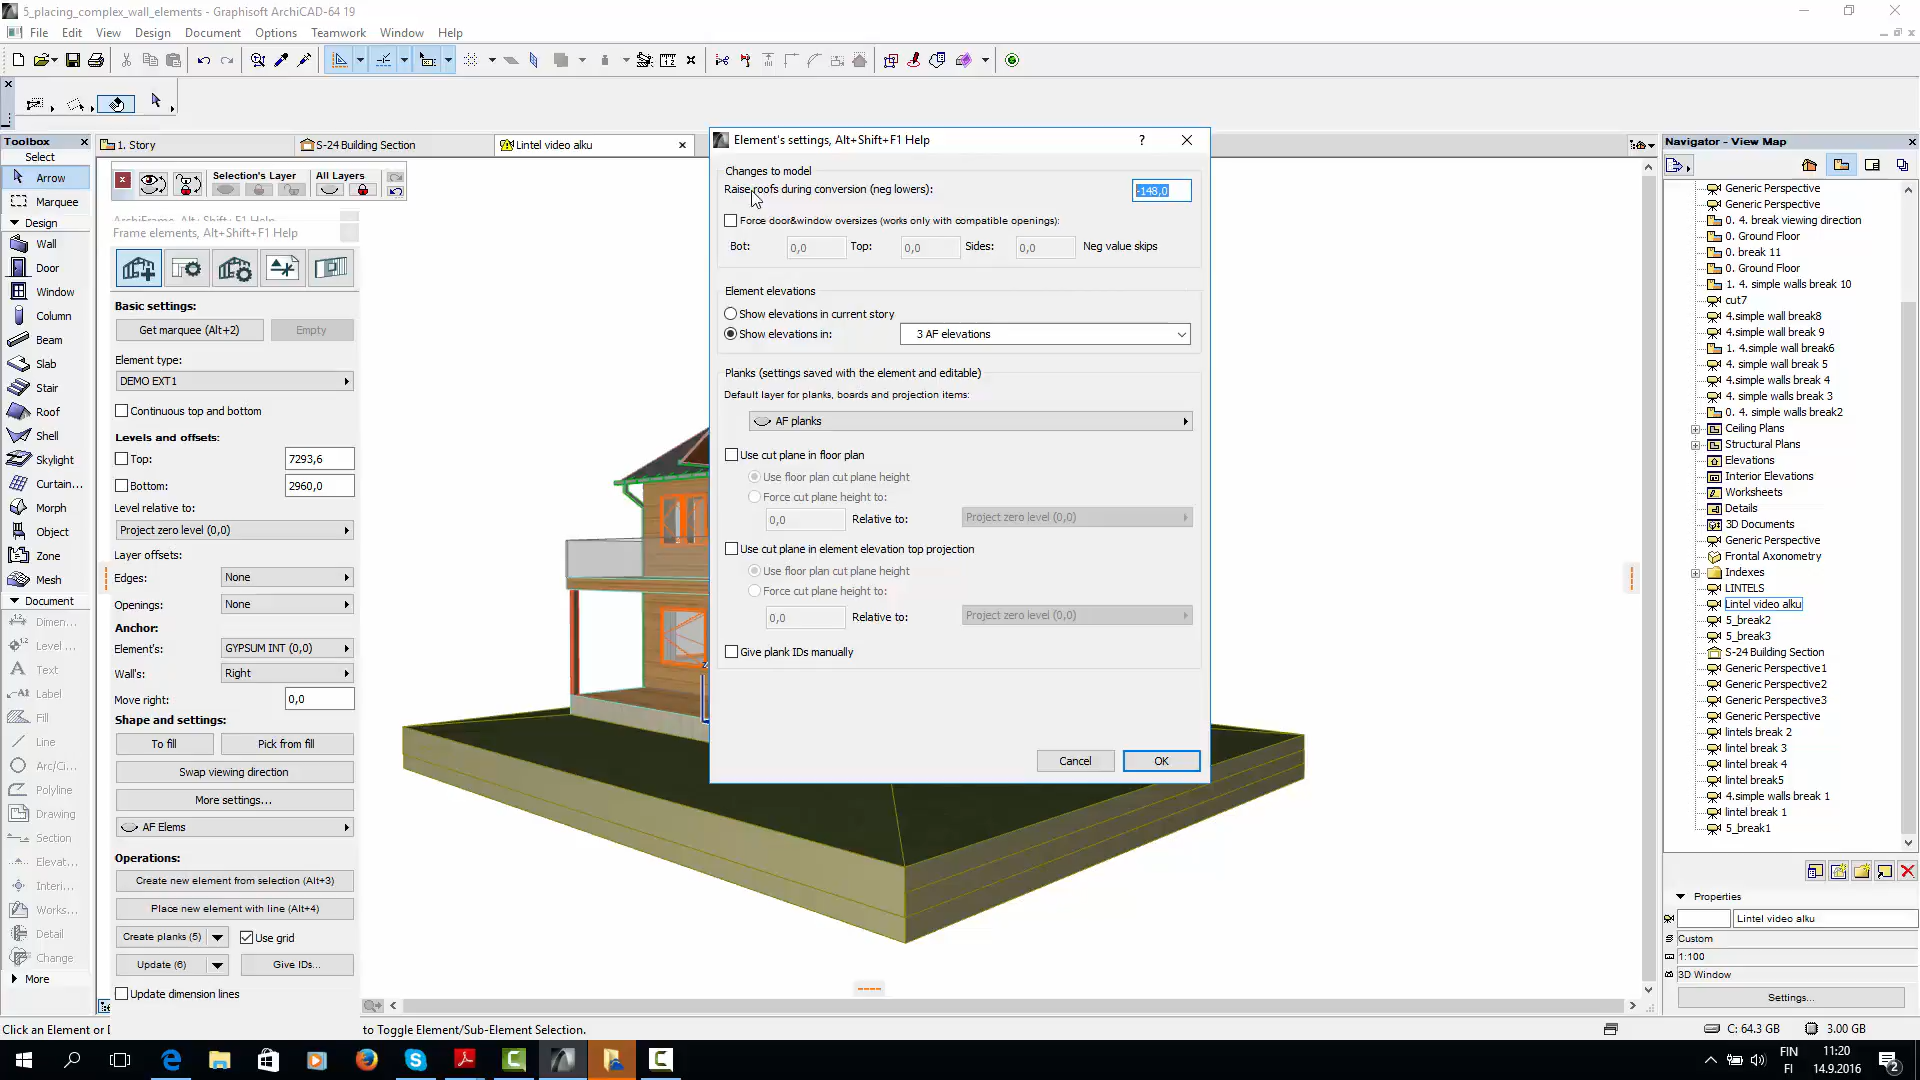 5_placing_complex_wall_elements - Graphisoft ArchiCAD-64 19
File Edit View Design Document Options Teamwork Window Help
Toolbox
Select
Arrow
Marquee
Design
Wall
Door
Window
Column
Beam
Slab
Stair
Roof
Shell
Skylight
Curtain...
Morph
Object
Zone
Mesh
Document
Dimen...
Level ...
Text
Label
Fill
Line
Arc/Ci...
Polyline
Drawing
Section
Elevat...
Interi...
Works...
Detail
Change
More
1. Story
S-24 Building Section
Lintel video alku
Selection's Layer
All Layers
Frame elements, Alt+Shift+F1 Help
Basic settings:
Get marquee (Alt+2)
Empty
Element type:
DEMO EXT1
Continuous top and bottom
Levels and offsets:
Top: 7293,6
Bottom: 2960,0
Level relative to:
Project zero level (0,0)
Layer offsets:
Edges: None
Openings: None
Anchor:
Element's: GYPSUM INT (0,0)
Wall's: Right
Move right: 0,0
Shape and settings:
To fill
Pick from fill
Swap viewing direction
More settings...
AF Elems
Operations:
Create new element from selection (Alt+3)
Place new element with line (Alt+4)
Create planks (5)
Use grid
Update (6)
Give IDs...
Update dimension lines
Element's settings, Alt+Shift+F1 Help
Changes to model
Raise roofs during conversion (neg lowers):
-148,0
Force door&window oversizes (works only with compatible openings):
Bot: 0,0 Top: 0,0 Sides: 0,0 Neg value skips
Element elevations
Show elevations in current story
Show elevations in: 3 AF elevations
Planks (settings saved with the element and editable)
Default layer for planks, boards and projection items:
AF planks
Use cut plane in floor plan
Use floor plan cut plane height
Force cut plane height to:
0,0 Relative to: Project zero level (0,0)
Use cut plane in element elevation top projection
Use floor plan cut plane height
Force cut plane height to:
0,0 Relative to: Project zero level (0,0)
Give plank IDs manually
Cancel
OK
Navigator - View Map
Generic Perspective
Generic Perspective
0. 4. break viewing direction
0. Ground Floor
0. break 11
0. Ground Floor
1. 4. simple walls break 10
cut7
4.simple wall break8
4.simple wall break 9
1. 4.simple wall break6
4. simple wall break 5
4.simple walls break 4
4. simple walls break 3
0. 4. simple walls break2
Ceiling Plans
Structural Plans
Elevations
Interior Elevations
Worksheets
Details
3D Documents
Generic Perspective
Frontal Axonometry
Indexes
LINTELS
Lintel video alku
5_break2
5_break3
S-24 Building Section
Generic Perspective1
Generic Perspective2
Generic Perspective3
Generic Perspective
lintels break 2
lintel break 3
lintel break 4
lintel break5
4.simple walls break 1
lintel break 1
5_break1
Properties
Lintel video alku
Custom
1:100
3D Window
Settings...
Click an Element or D
to Toggle Element/Sub-Element Selection.
C: 64.3 GB
3.00 GB
FIN
FI
11:20
14.9.2016
2